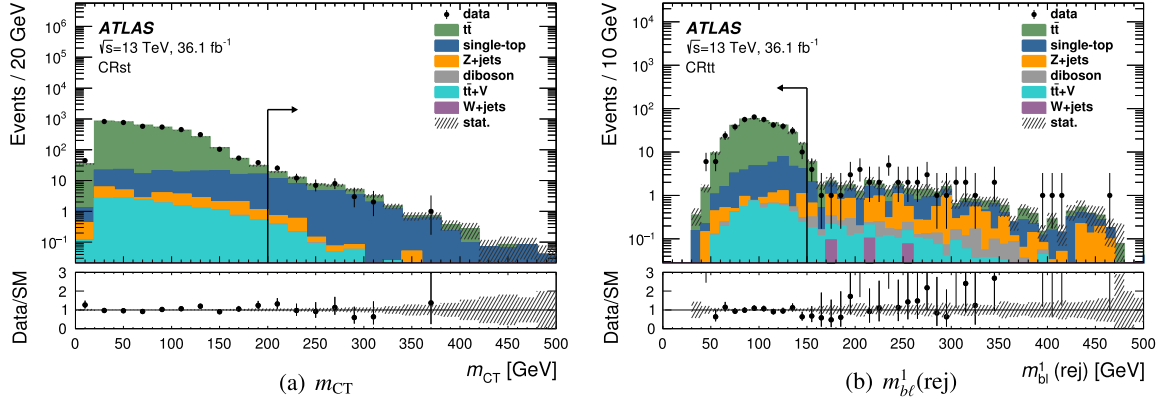 Events / 20 GeV
10⁶
10⁵
10⁴
10³
10²
10
1
10⁻¹
ATLAS
√s=13 TeV, 36.1 fb⁻¹
CRst
data
tt̄
single-top
Z+jets
diboson
tt̄+V
W+jets
stat.
Data/SM
3
2
1
0
0 50 100 150 200 250 300 350 400 450 500
m_CT [GeV]
(a) m_CT
Events / 10 GeV
10⁴
10³
10²
10
1
10⁻¹
ATLAS
√s=13 TeV, 36.1 fb⁻¹
CRtt
data
tt̄
single-top
Z+jets
diboson
tt̄+V
W+jets
stat.
Data/SM
3
2
1
0
0 50 100 150 200 250 300 350 400 450 500
m¹_bl (rej) [GeV]
(b) m¹_bℓ(rej)